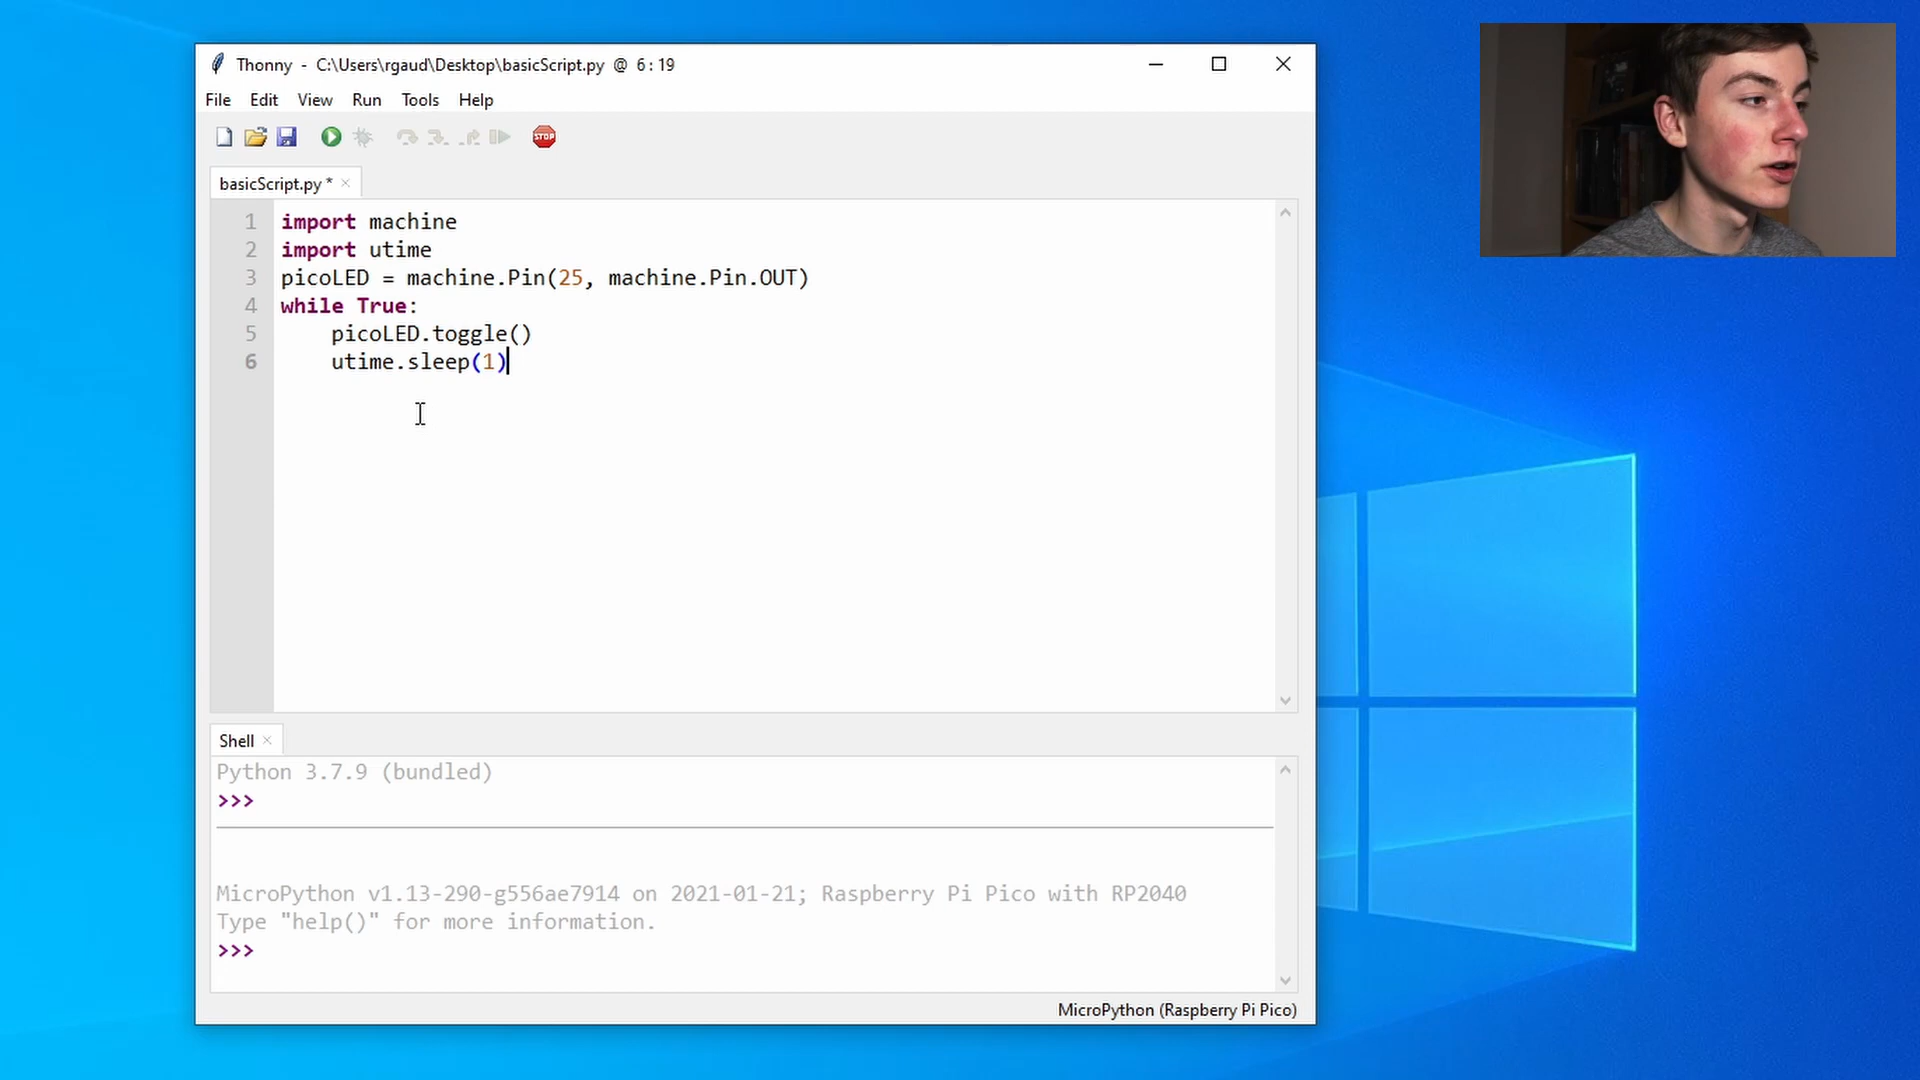 Thonny - C:\Users\rgaud\Desktop\basicScript.py @ 6:19
File Edit View Run Tools Help
STOP
basicScript.py *
1 import machine
2 import utime
3 picoLED = machine.Pin(25, machine.Pin.OUT)
4 while True:
5 picoLED.toggle()
6 utime.sleep(1)
Shell
Python 3.7.9 (bundled)
>>>
MicroPython v1.13-290-g556ae7914 on 2021-01-21; Raspberry Pi Pico with RP2040
Type "help()" for more information.
>>>
MicroPython (Raspberry Pi Pico)